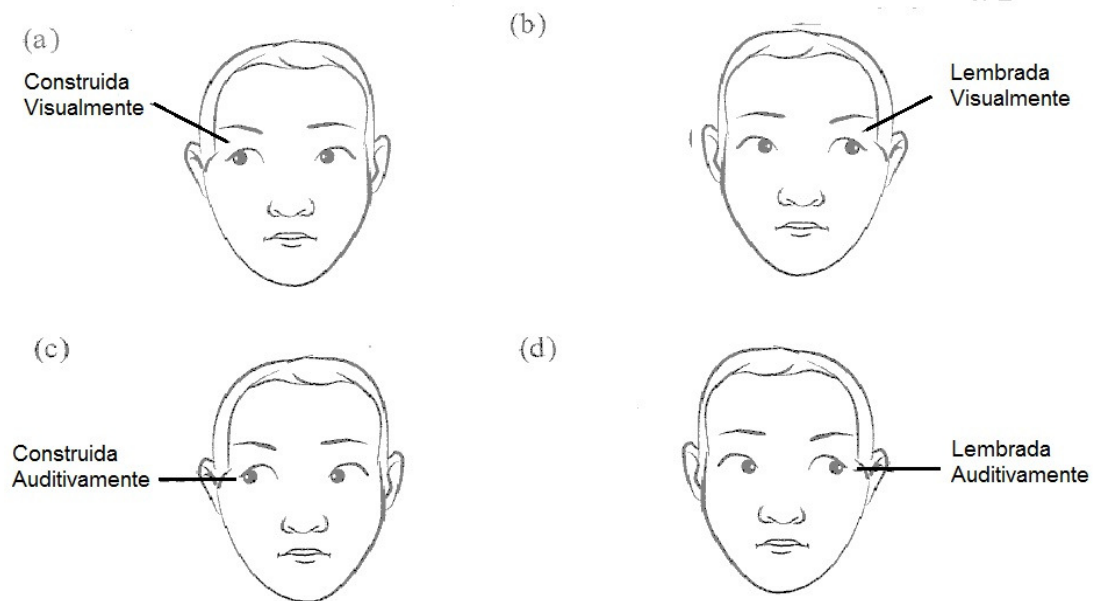 (a)
Construida
Visualmente
(b)
Lembrada
Visualmente
(c)
Construida
Auditivamente
(d)
Lembrada
Auditivamente